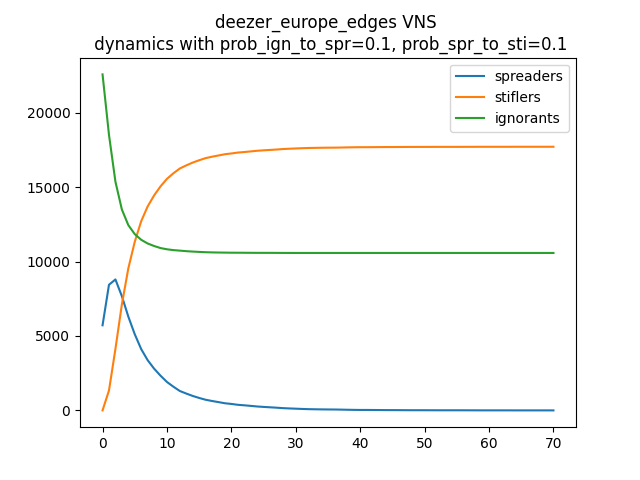 deezer_europe_edges VNS
dynamics with prob_ign_to_spr=0.1, prob_spr_to_sti=0.1
spreaders
stiflers
ignorants
20000
15000
10000
5000
0
0 10 20 30 40 50 60 70